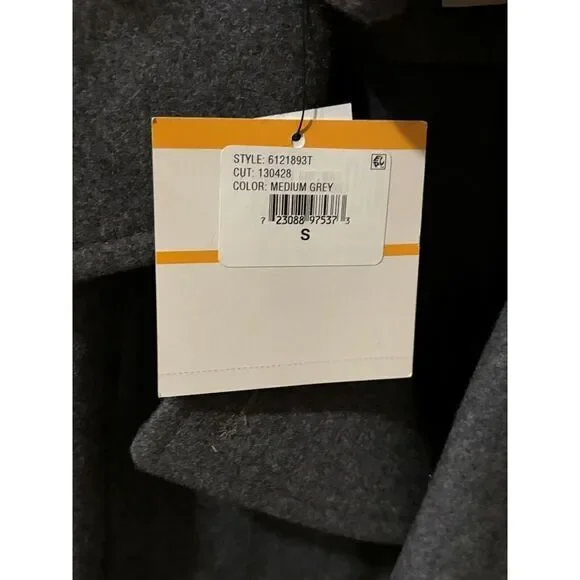 STYLE: 6121893T
CUT: 130428
COLOR: MEDIUM GREY
7 23088 97537 3
S